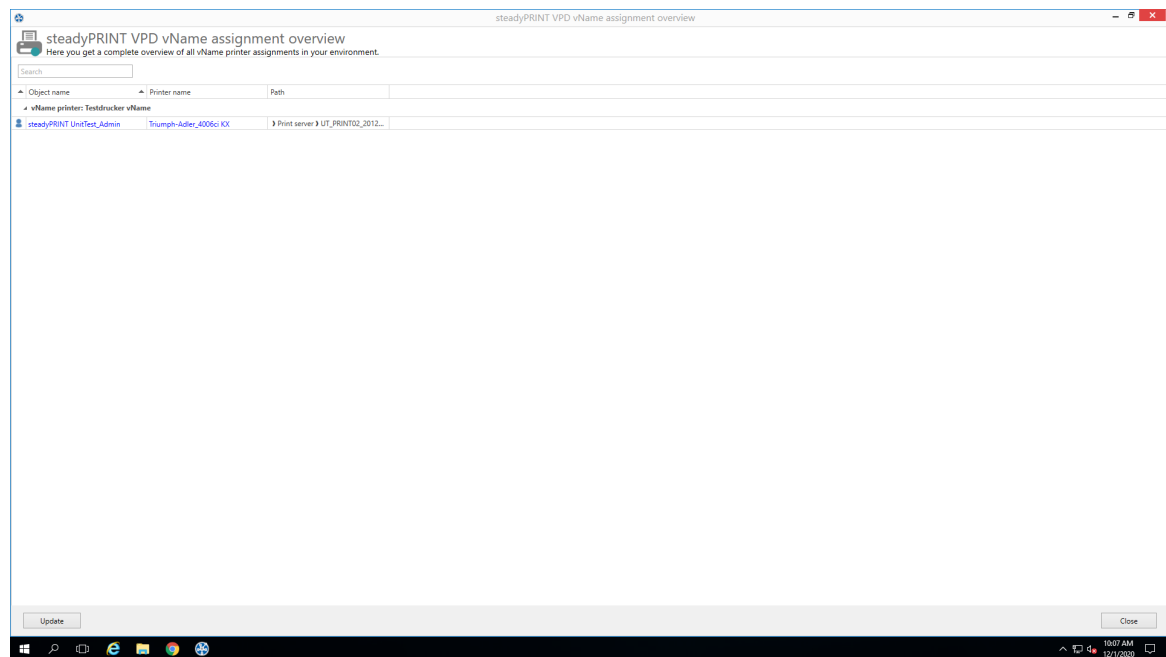 steadyPRINT VPD vName assignment overview
steadyPRINT VPD vName assignment overview
Here you get a complete overview of all vName printer assignments in your environment.
Search
Object name Printer name Path
vName printer: Testdrucker vName
steadyPRINT UnitTest_Admin Triumph-Adler_4006ci KX Print server UT_PRINT02_2012...
Update Close
10:07 AM
12/1/2020